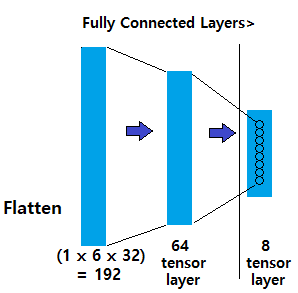 Fully Connected Layers>
Flatten
(1 x 6 x 32)
= 192
64
tensor
layer
8
tensor
layer